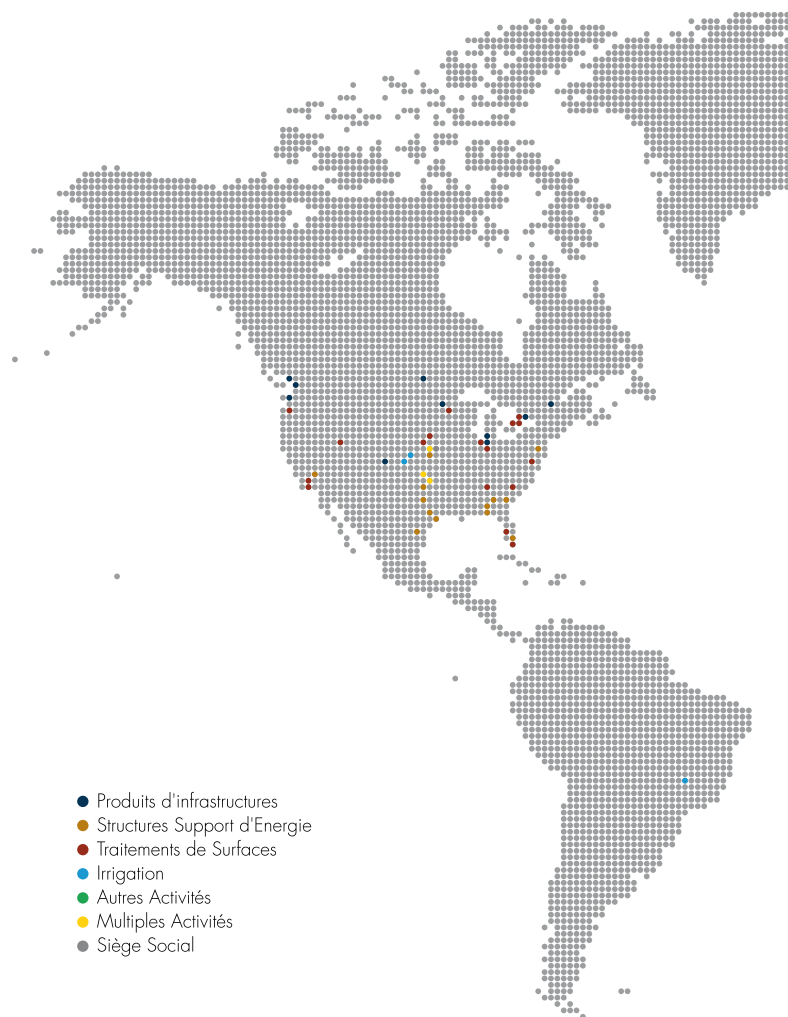 Produits d'infrastructures
Structures Support d'Energie
Traitements de Surfaces
Irrigation
Autres Activités
Multiples Activités
Siège Social